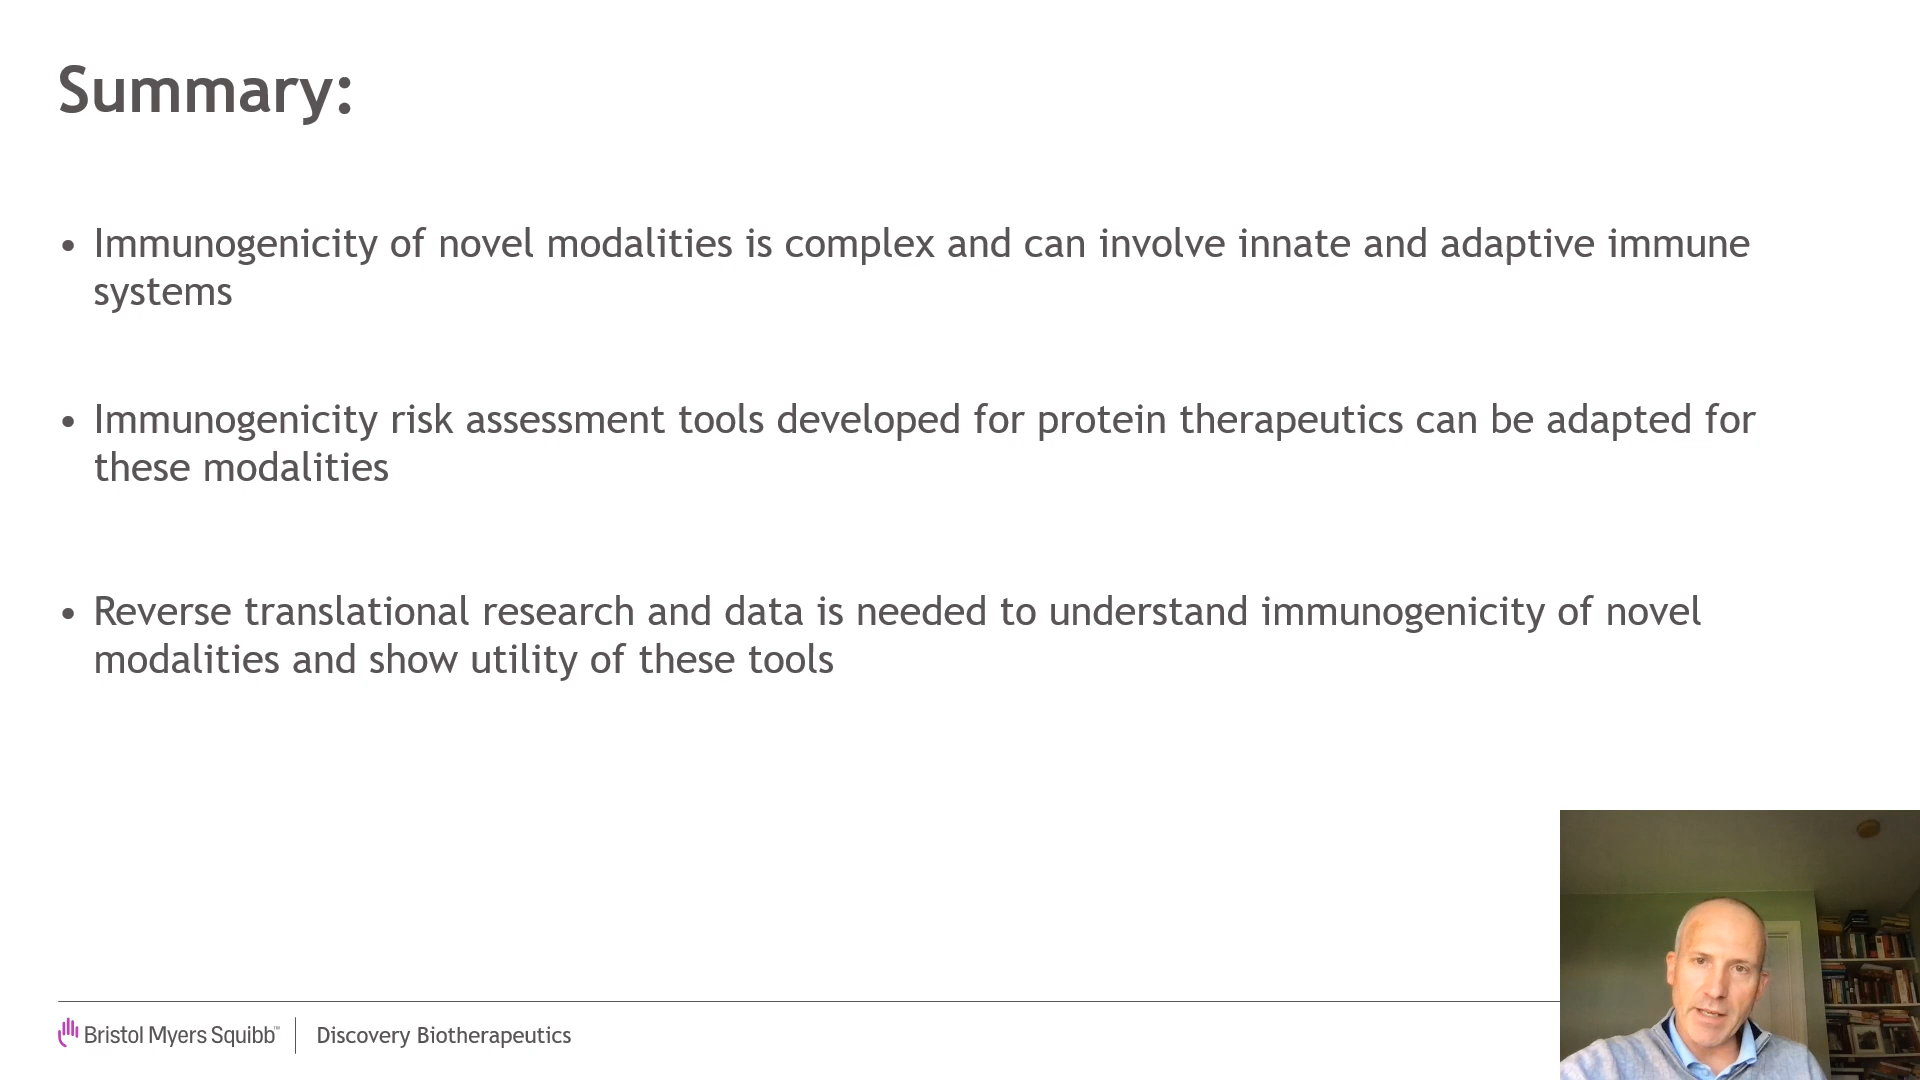 Summary:
• Immunogenicity of novel modalities is complex and can involve innate and adaptive immune
systems
• Immunogenicity risk assessment tools developed for protein therapeutics can be adapted for
these modalities
• Reverse translational research and data is needed to understand immunogenicity of novel
modalities and show utility of these tools
Bristol Myers Squibb™ | Discovery Biotherapeutics